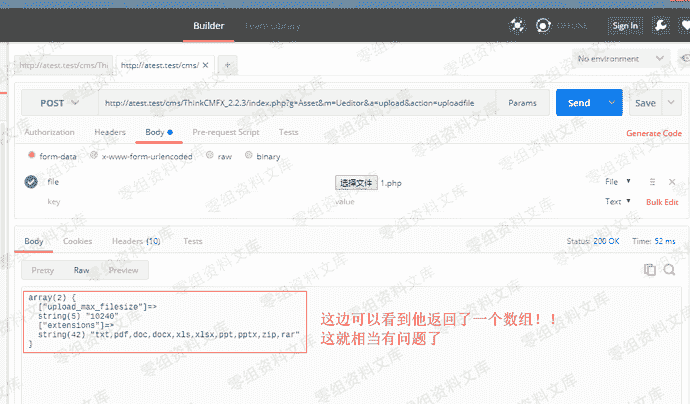 Builder
Team Library
OFFLINE
Sign In
http://atest.test/cms/Thi
http://atest.test/cms/
No environment
POST
http://atest.test/cms/ThinkCMFX_2.2.3/index.php?g=Asset&m=Ueditor&a=upload&action=uploadfile
Params
Send
Save
Authorization
Headers
Body
Pre-request Script
Tests
Generate Code
form-data
x-www-form-urlencoded
raw
binary
file
选择文件 1.php
File
key
value
Text
Bulk Edit
Body
Cookies
Headers (10)
Tests
Status: 200 OK
Time: 52 ms
Pretty
Raw
Preview
array(2) {
["upload_max_filesize"]=>
string(5) "10240"
["extensions"]=>
string(42) "txt,pdf,doc,docx,xls,xlsx,ppt,pptx,zip,rar"
}
这边可以看到他返回了一个数组！！
这就相当有问题了
零组资料文库